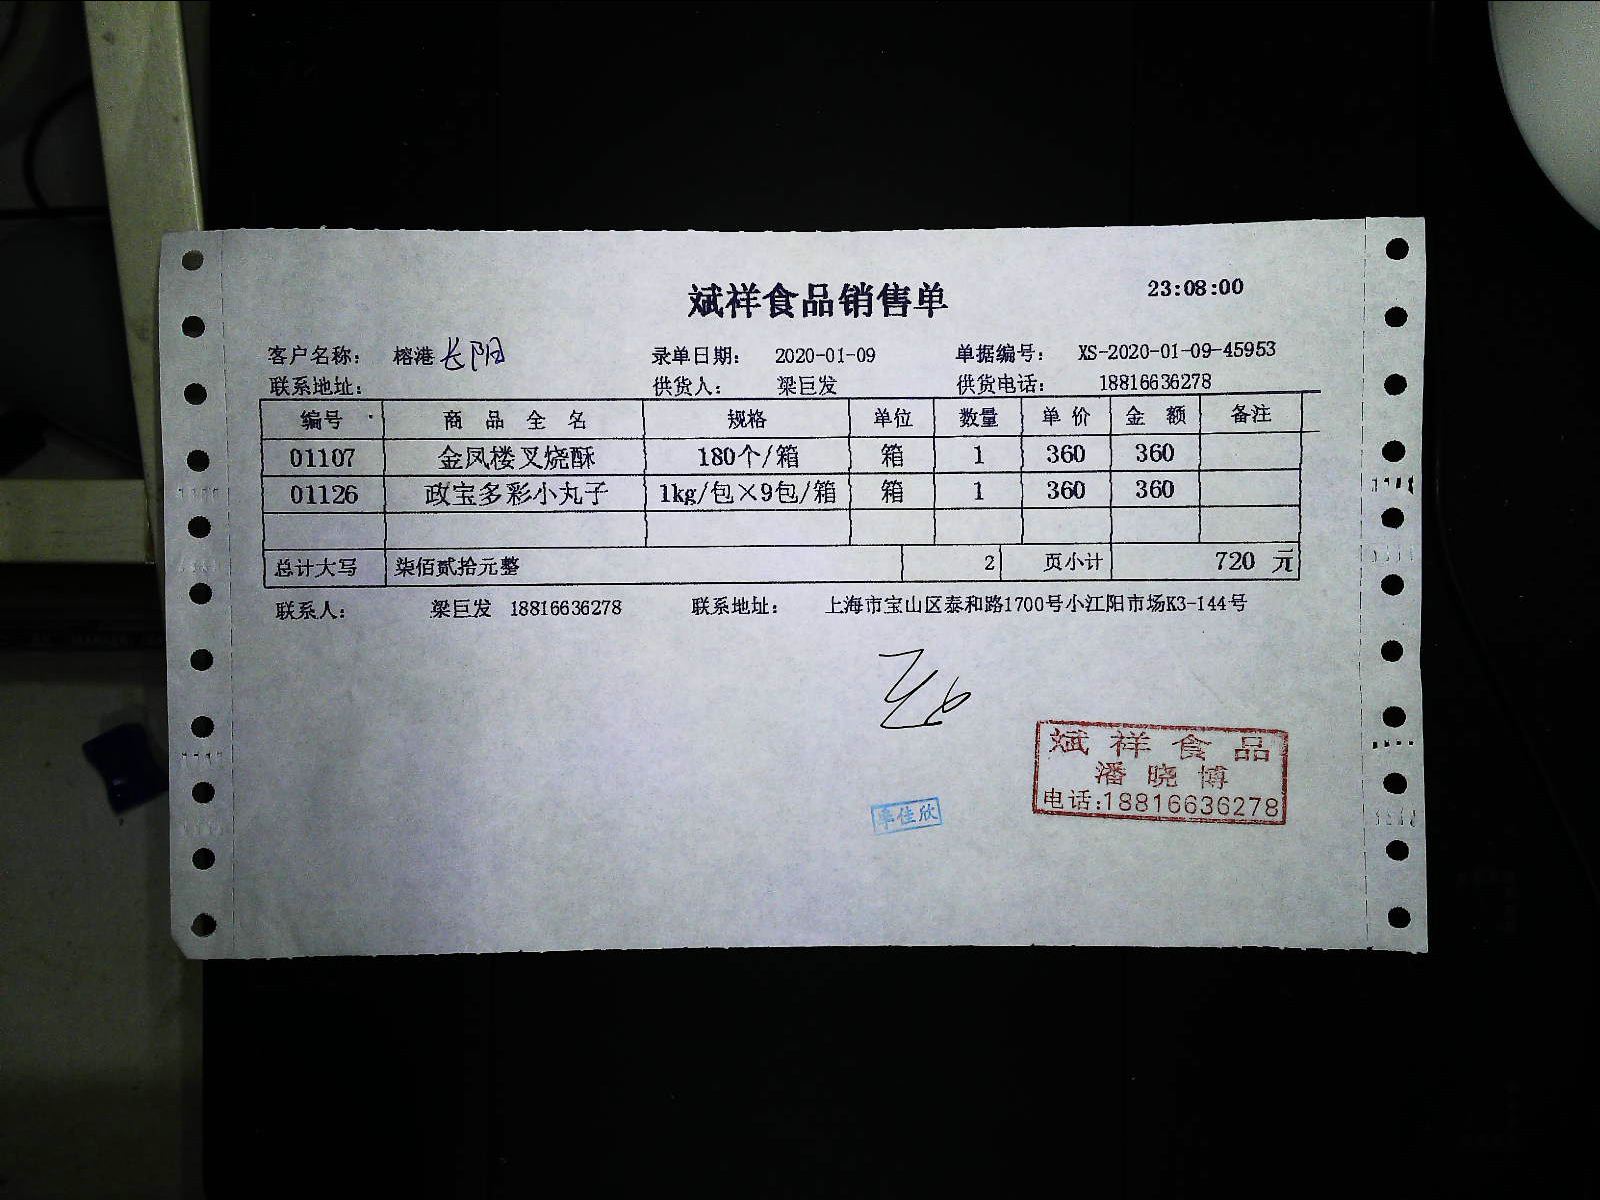 斌祥食品销售单
23:08:00
客户名称： 榕港 长阳 录单日期： 2020-01-09 单据编号： XS-2020-01-09-45953
联系地址： 供货人： 梁巨发 供货电话： 18816636278
编号 商品全名 规格 单位 数量 单价 金额 备注
01107 金凤楼叉烧酥 180个/箱 箱 1 360 360
01126 政宝多彩小丸子 1kg/包×9包/箱 箱 1 360 360
总计大写 柒佰贰拾元整 2 页小计 720 元
联系人： 梁巨发 18816636278 联系地址： 上海市宝山区泰和路1700号小江阳市场K3-144号
斌祥食品
潘晓博
电话:18816636278
佳欣